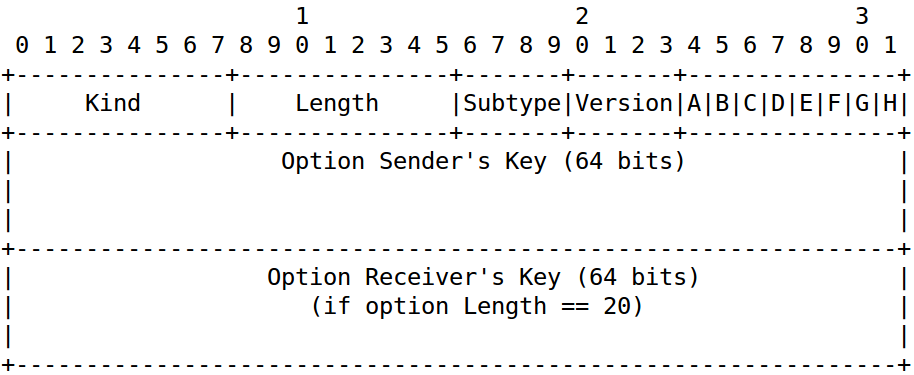 1                   2                   3
 0 1 2 3 4 5 6 7 8 9 0 1 2 3 4 5 6 7 8 9 0 1 2 3 4 5 6 7 8 9 0 1
+---------------+---------------+-------+-------+---------------+
|     Kind      |    Length     |Subtype|Version|A|B|C|D|E|F|G|H|
+---------------+---------------+-------+-------+---------------+
|                   Option Sender's Key (64 bits)               |
|                                                               |
|                                                               |
+---------------------------------------------------------------+
|                  Option Receiver's Key (64 bits)              |
|                     (if option Length == 20)                  |
|                                                               |
+---------------------------------------------------------------+